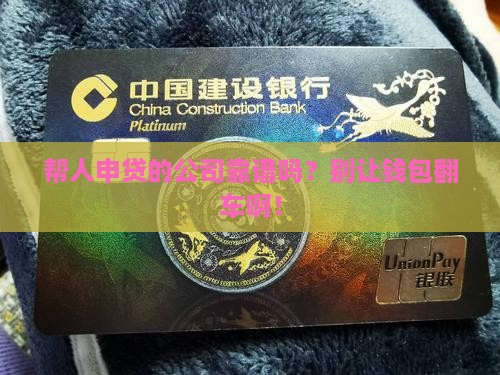 中国建设银行
China Construction Bank
Platinum
帮人申贷的公司靠谱吗？别让钱包翻
车啊！
UnionPay
银联